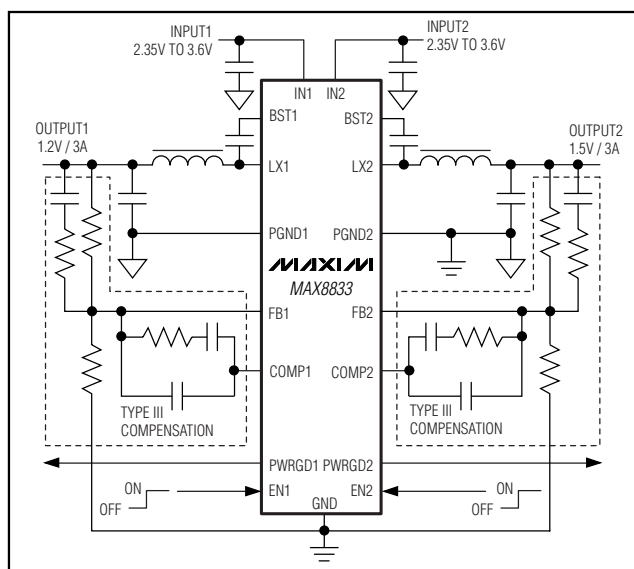 INPUT1
2.35V TO 3.6V
INPUT2
2.35V TO 3.6V
IN1
IN2
BST1
BST2
OUTPUT1
1.2V / 3A
LX1
LX2
OUTPUT2
1.5V / 3A
PGND1
PGND2
MAXIM
MAX8833
FB1
FB2
COMP1
COMP2
TYPE III
COMPENSATION
TYPE III
COMPENSATION
PWRGD1
PWRGD2
ON
OFF
EN1
EN2
ON
OFF
GND